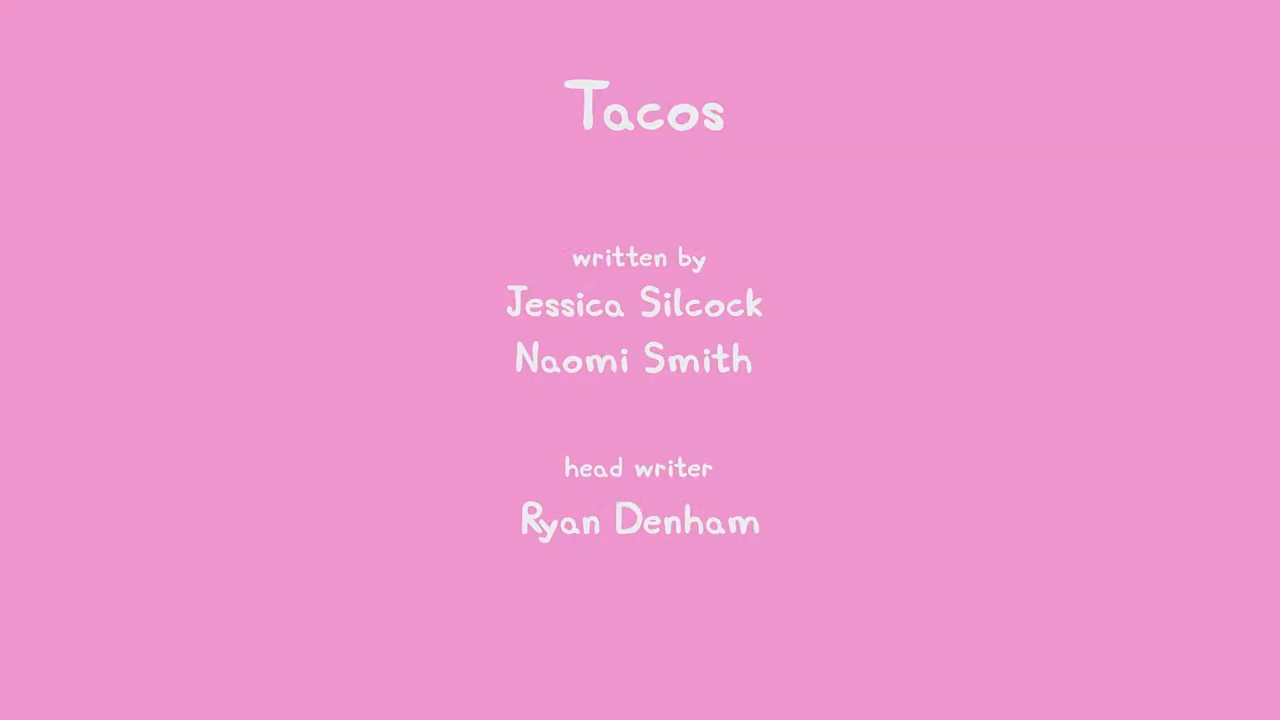 Tacos
written by
Jessica Silcock
Naomi Smith
head writer
Ryan Denham